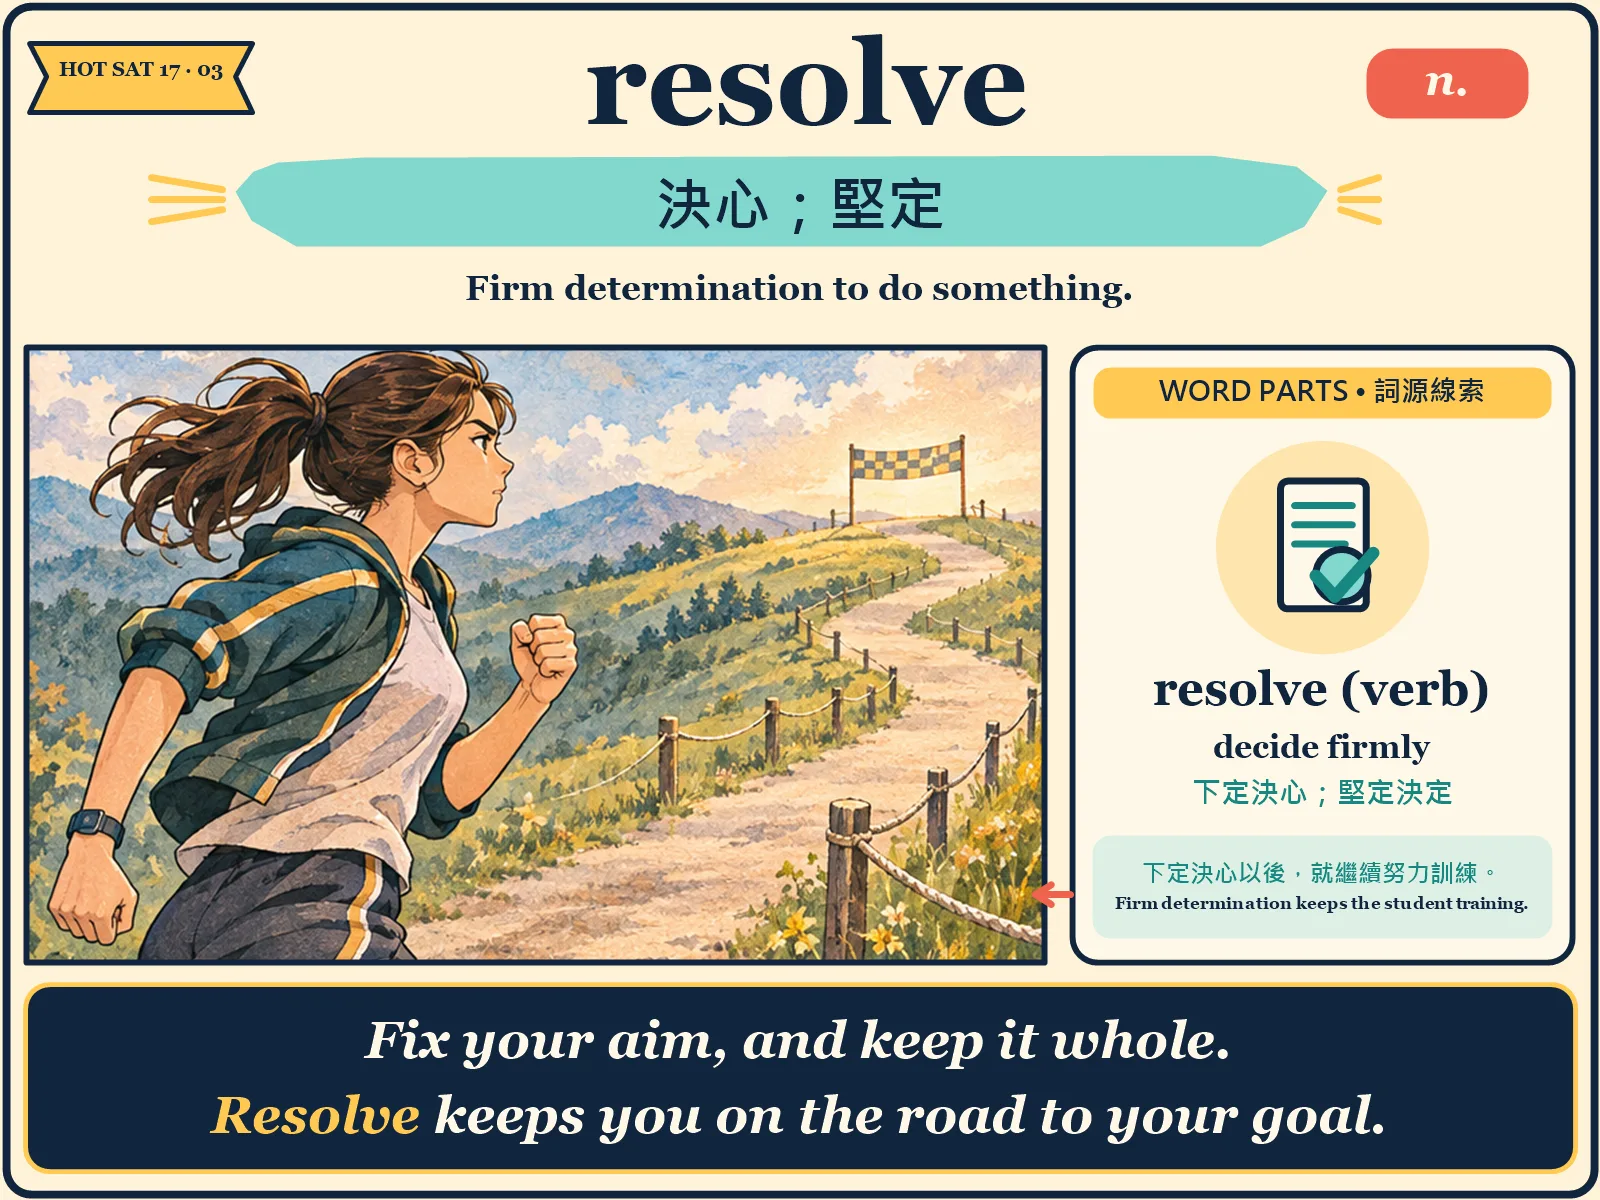 HOT SAT 17 · 03
resolve
n.
決心；堅定
Firm determination to do something.
WORD PARTS • 詞源線索
resolve (verb)
decide firmly
下定決心；堅定決定
下定決心以後，就繼續努力訓練。
Firm determination keeps the student training.
Fix your aim, and keep it whole.
Resolve keeps you on the road to your goal.